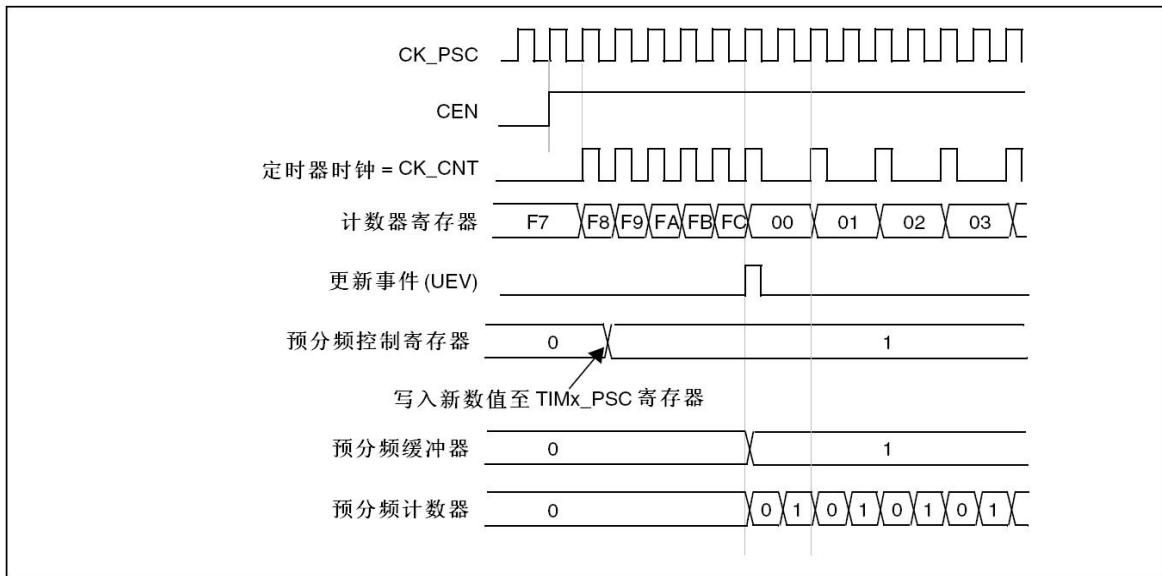 CK_PSC
CEN
定时器时钟 = CK_CNT
计数器寄存器 F7 F8 F9 FA FB FC 00 01 02 03
更新事件 (UEV)
预分频控制寄存器 0 1
写入新数值至 TIMx_PSC 寄存器
预分频缓冲器 0 1
预分频计数器 0 0 1 0 1 0 1 0 1